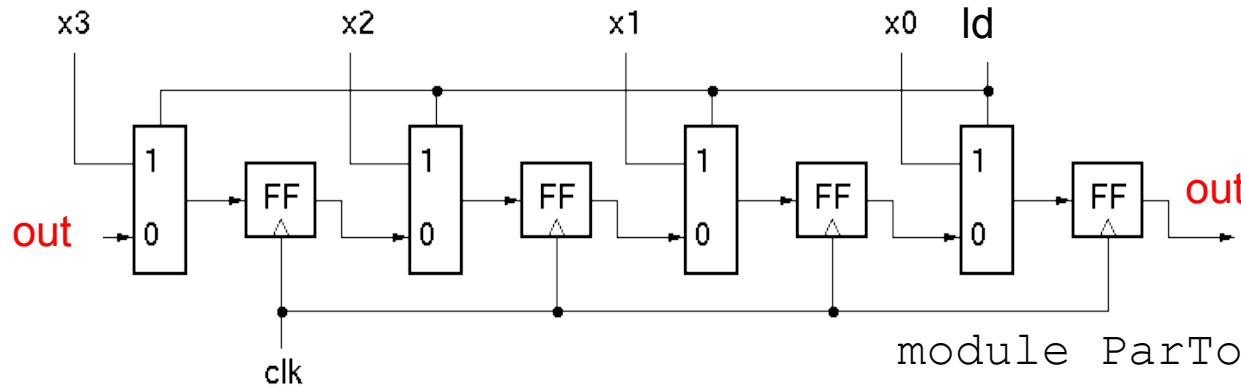 x3 x2 x1 x0 ld
1 1 1 1
FF FF FF FF out
out 0 0 0 0
clk
module ParTo